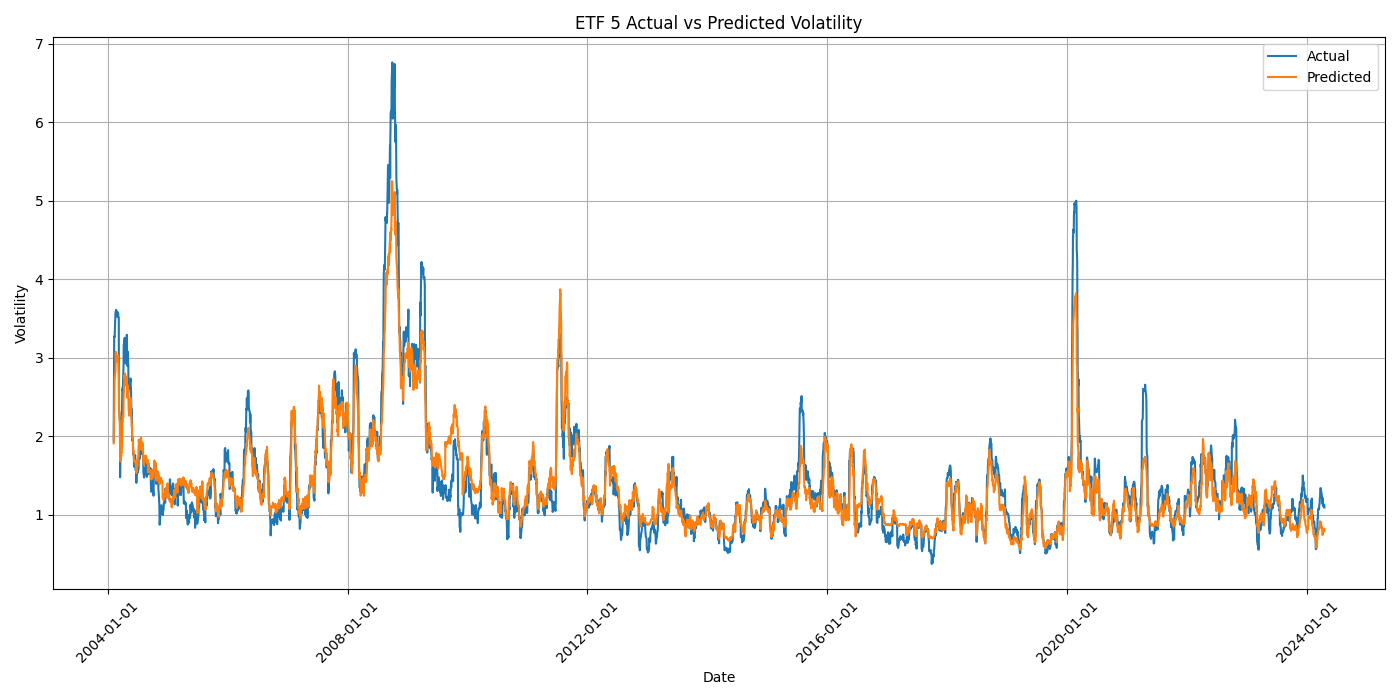 ETF 5 Actual vs Predicted Volatility
Actual
Predicted
7
6
5
4
3
2
1
Volatility
2004-01-01
2008-01-01
2012-01-01
2016-01-01
2020-01-01
2024-01-01
Date